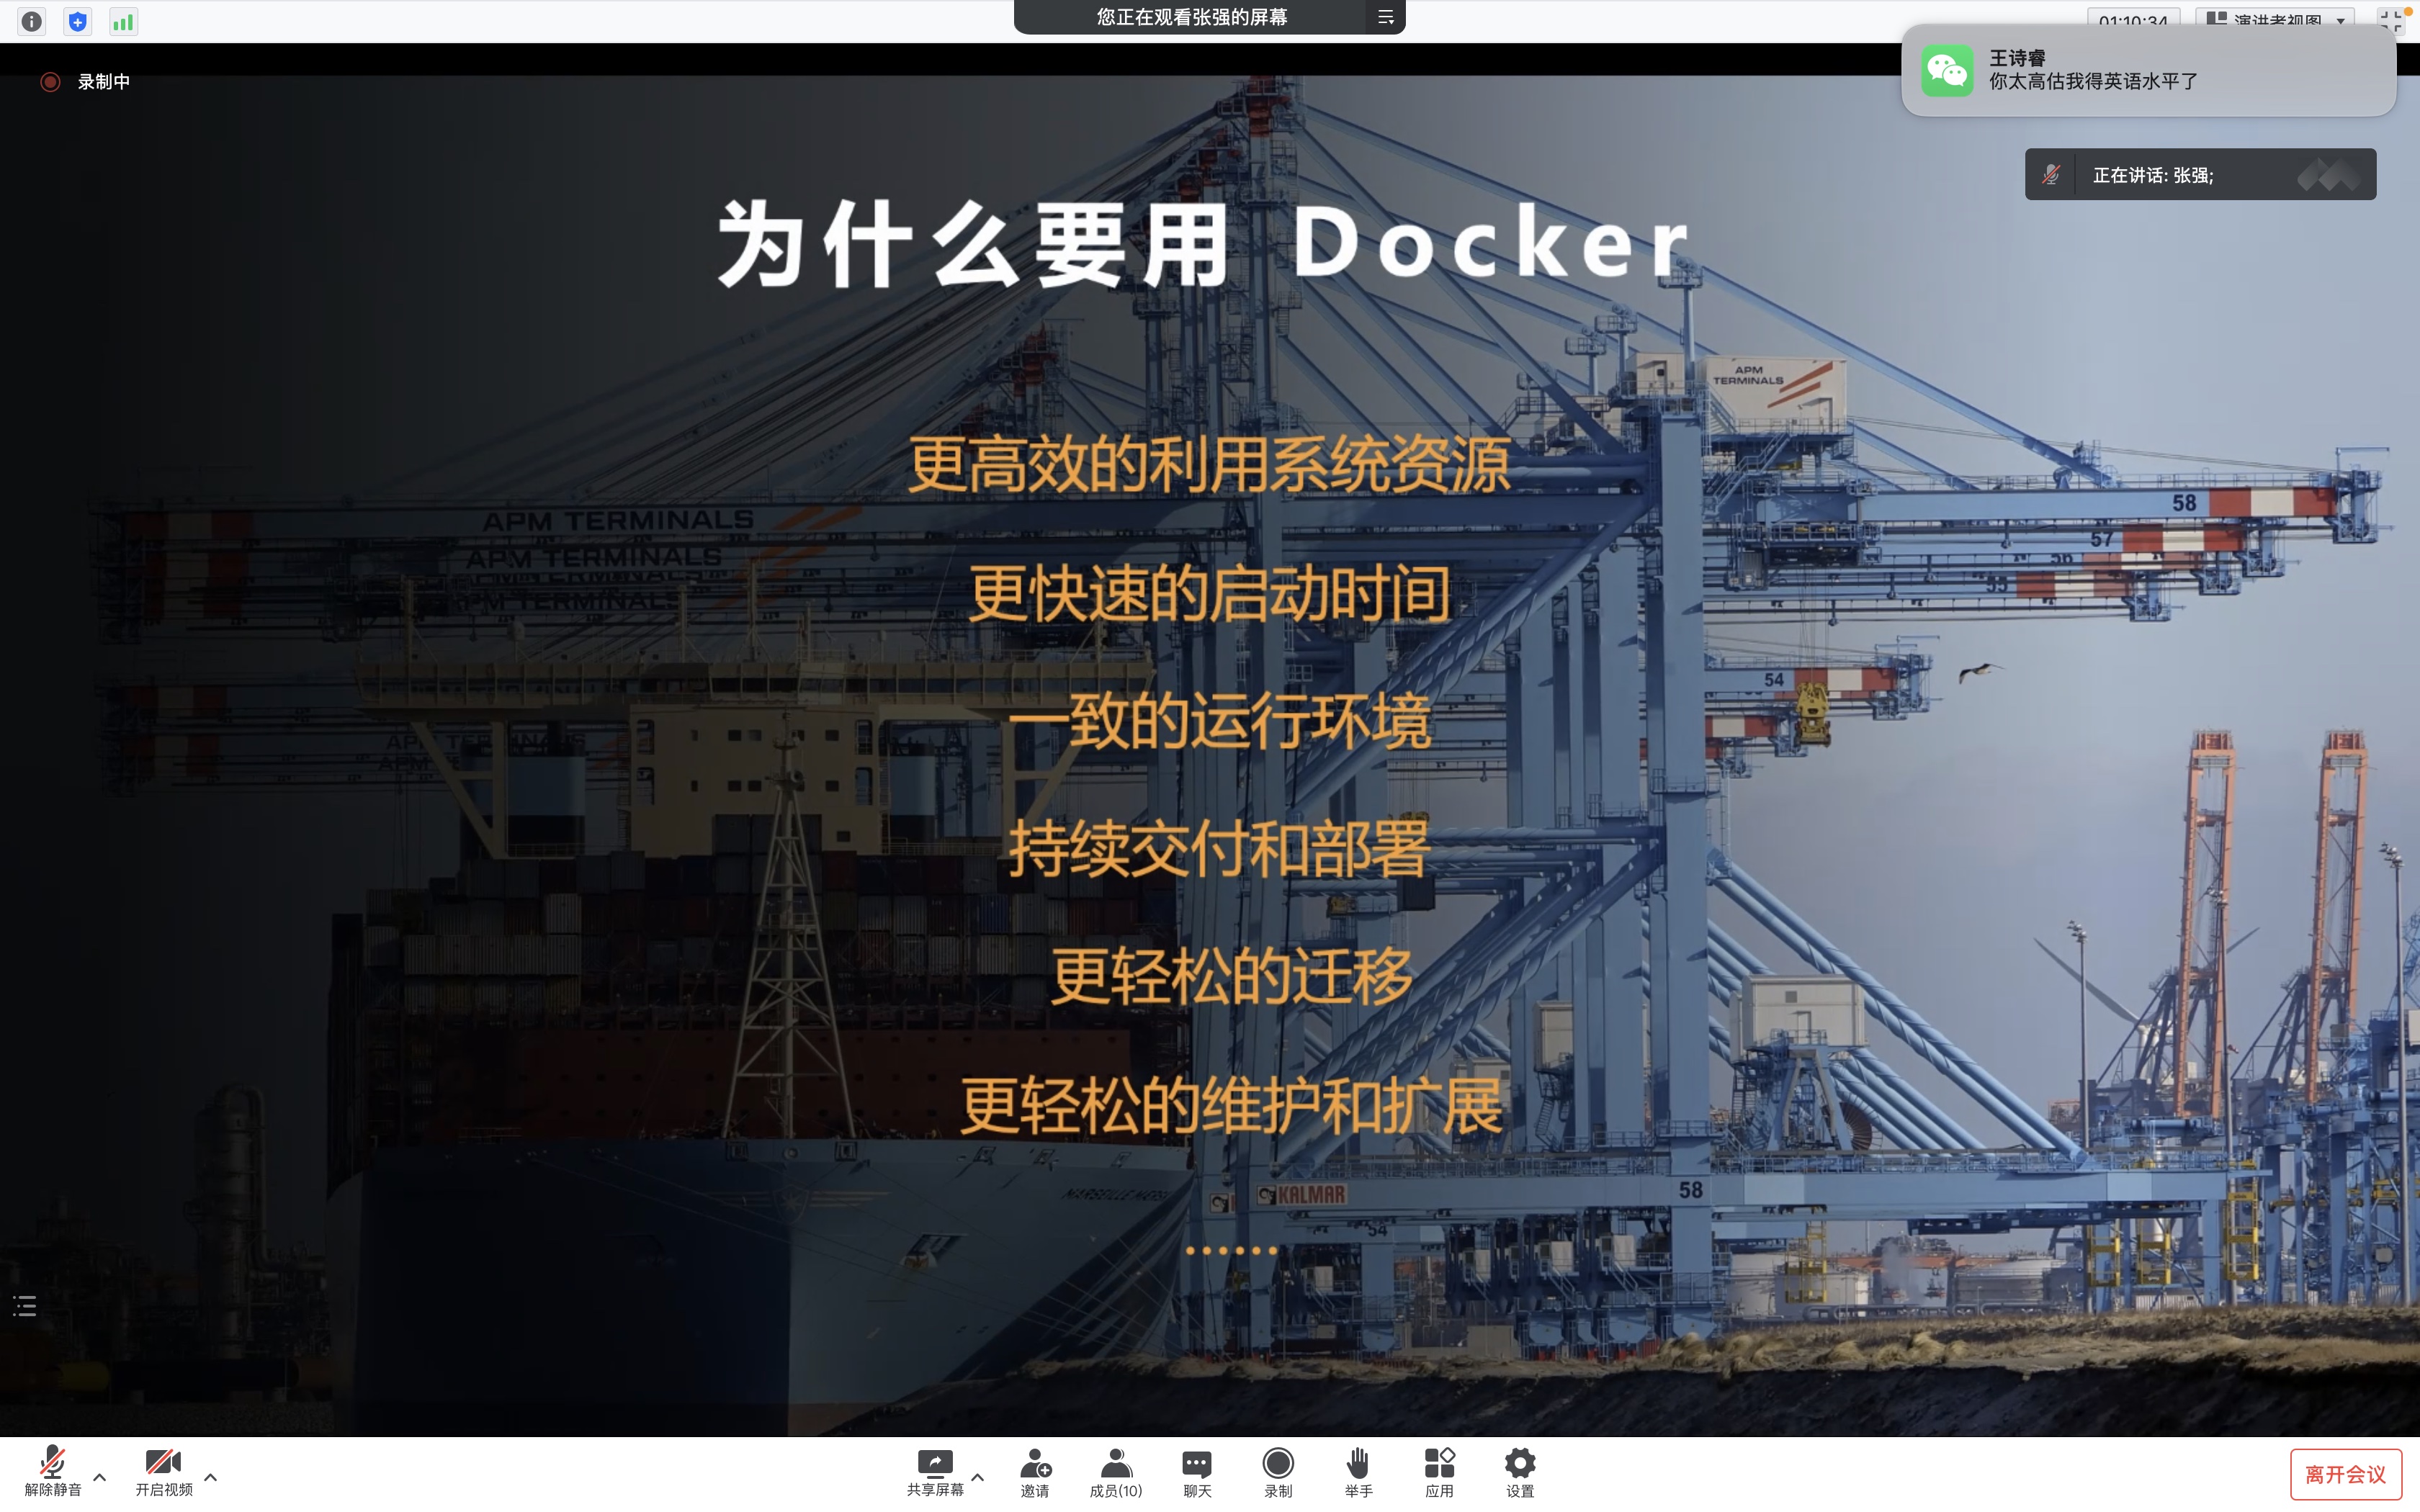 您正在观看张强的屏幕
01:10:34
演讲者视图
王诗睿
你太高估我得英语水平了
录制中
正在讲话: 张强;
为什么要用 Docker
APM
TERMINALS
更高效的利用系统资源
58
APM TERMINALS
57
APM TERMINALS
56
55
APM TERMINALS
更快速的启动时间
54
一致的运行环境
持续交付和部署
更轻松的迁移
更轻松的维护和扩展
KALMAR
58
54
......
解除静音
开启视频
共享屏幕
邀请
成员(10)
聊天
录制
举手
应用
设置
离开会议